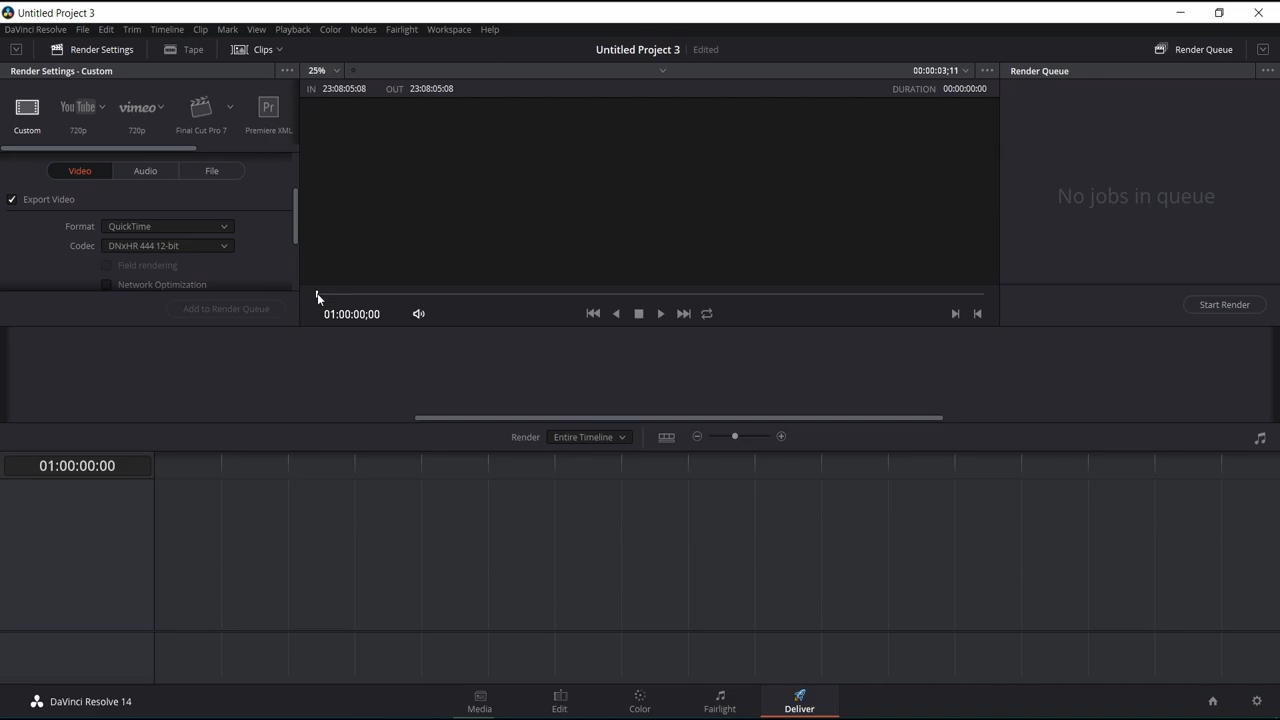 Untitled Project 3
DaVinci Resolve File Edit Trim Timeline Clip Mark View Playback Color Nodes Fairlight Workspace Help
Render Settings Tape Clips Untitled Project 3 Edited Render Queue
Render Settings - Custom 25% 00:00:03;11 Render Queue
IN 23:08:05:08 OUT 23:08:05:08 DURATION 00:00:00:00
You Tube vimeo Pr
Custom 720p 720p Final Cut Pro 7 Premiere XML
Video Audio File
Export Video
No jobs in queue
Format QuickTime
Codec DNxHR 444 12-bit
Field rendering
Network Optimization
Add to Render Queue 01:00:00;00 Start Render
Render Entire Timeline
01:00:00:00
DaVinci Resolve 14 Media Edit Color Fairlight Deliver